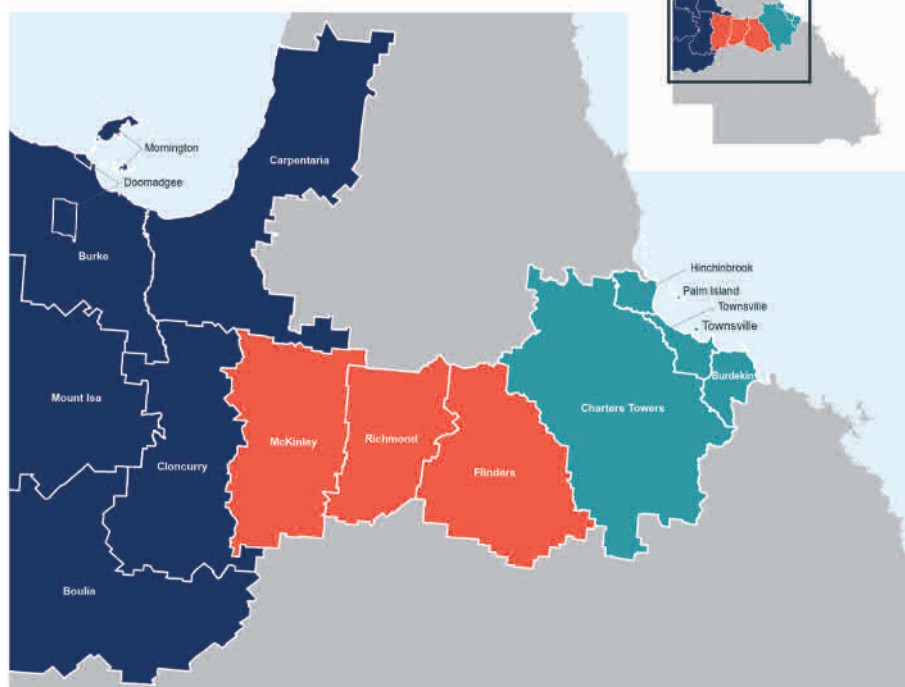 Mornington
Carpentaria
Doomadgee
Burke
Hinchinbrook
Palm Island
Townsville
Townsville
Burdekin
Mount Isa
Charters Towers
McKinley
Richmond
Cloncurry
Flinders
Boulia